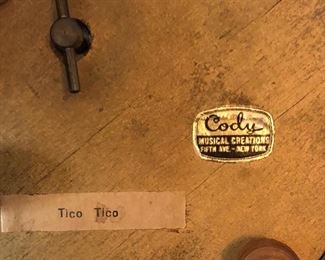 Cody
MUSICAL CREATIONS
FIFTH AVE. - NEW YORK
Tico Tico